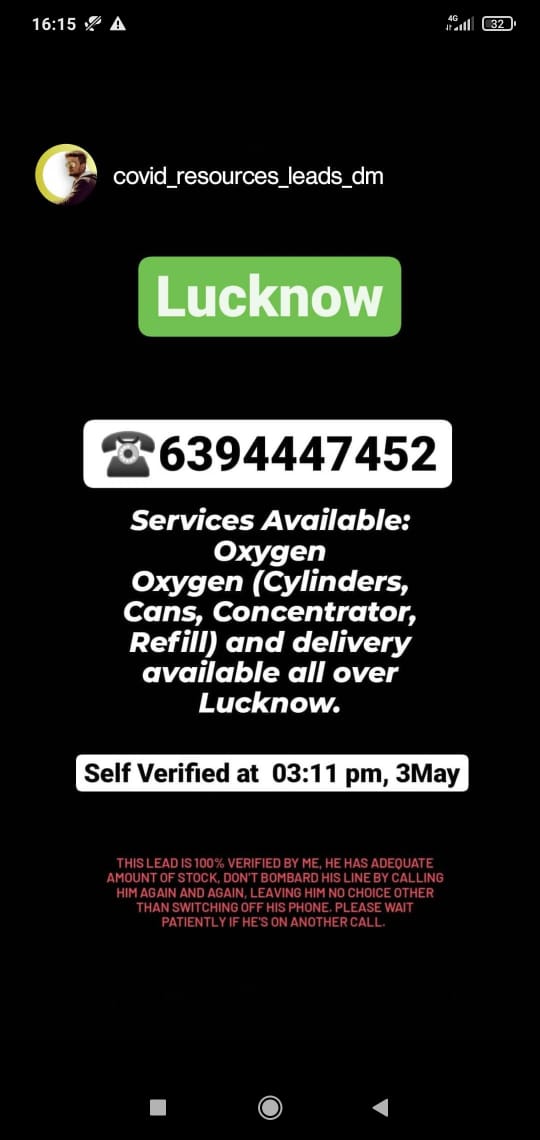 16:15
4G
32
covid_resources_leads_dm
Lucknow
☎6394447452
Services Available:
Oxygen
Oxygen (Cylinders,
Cans, Concentrator,
Refill) and delivery
available all over
Lucknow.
Self Verified at 03:11 pm, 3May
THIS LEAD IS 100% VERIFIED BY ME, HE HAS ADEQUATE
AMOUNT OF STOCK, DON'T BOMBARD HIS LINE BY CALLING
HIM AGAIN AND AGAIN, LEAVING HIM NO CHOICE OTHER
THAN SWITCHING OFF HIS PHONE. PLEASE WAIT
PATIENTLY IF HE'S ON ANOTHER CALL.